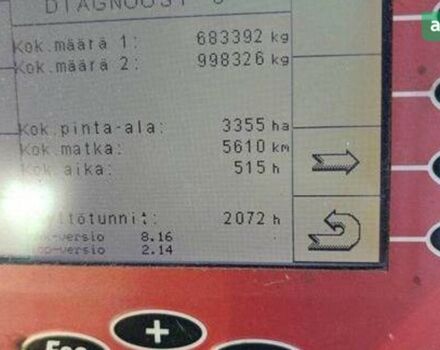 Kok.määrä 1: 683392 kg
Kok.määrä 2: 998326 kg
Kok.pinta-ala: 3355 ha
Kok.matka: 5610 km
Kok.aika: 515 h
2072 h
8.16
2.14
+